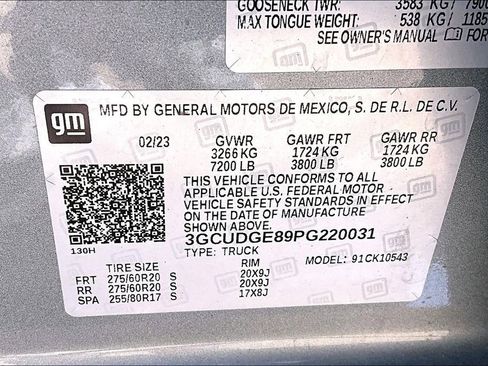 GOOSENECK TWR: 3583 KG/
MAX TONGUE WEIGHT: 538 KG / 1185
SEE OWNER'S MANUAL FOR
gm
MFD BY GENERAL MOTORS DE MEXICO, S. DE R.L. DE C.V.
02/23 GVWR GAWR FRT GAWR RR
3266 KG 1724 KG 1724 KG
7200 LB 3800 LB 3800 LB
THIS VEHICLE CONFORMS TO ALL
APPLICABLE U.S. FEDERAL MOTOR
VEHICLE SAFETY STANDARDS IN EFFECT
ON THE DATE OF MANUFACTURE
SHOWN ABOVE.
3GCUDGE89PG220031
130H TYPE: TRUCK MODEL: 91CK10543
TIRE SIZE RIM
FRT 275/60R20 S 20X9J
RR 275/60R20 S 20X9J
SPA 255/80R17 S 17X8J